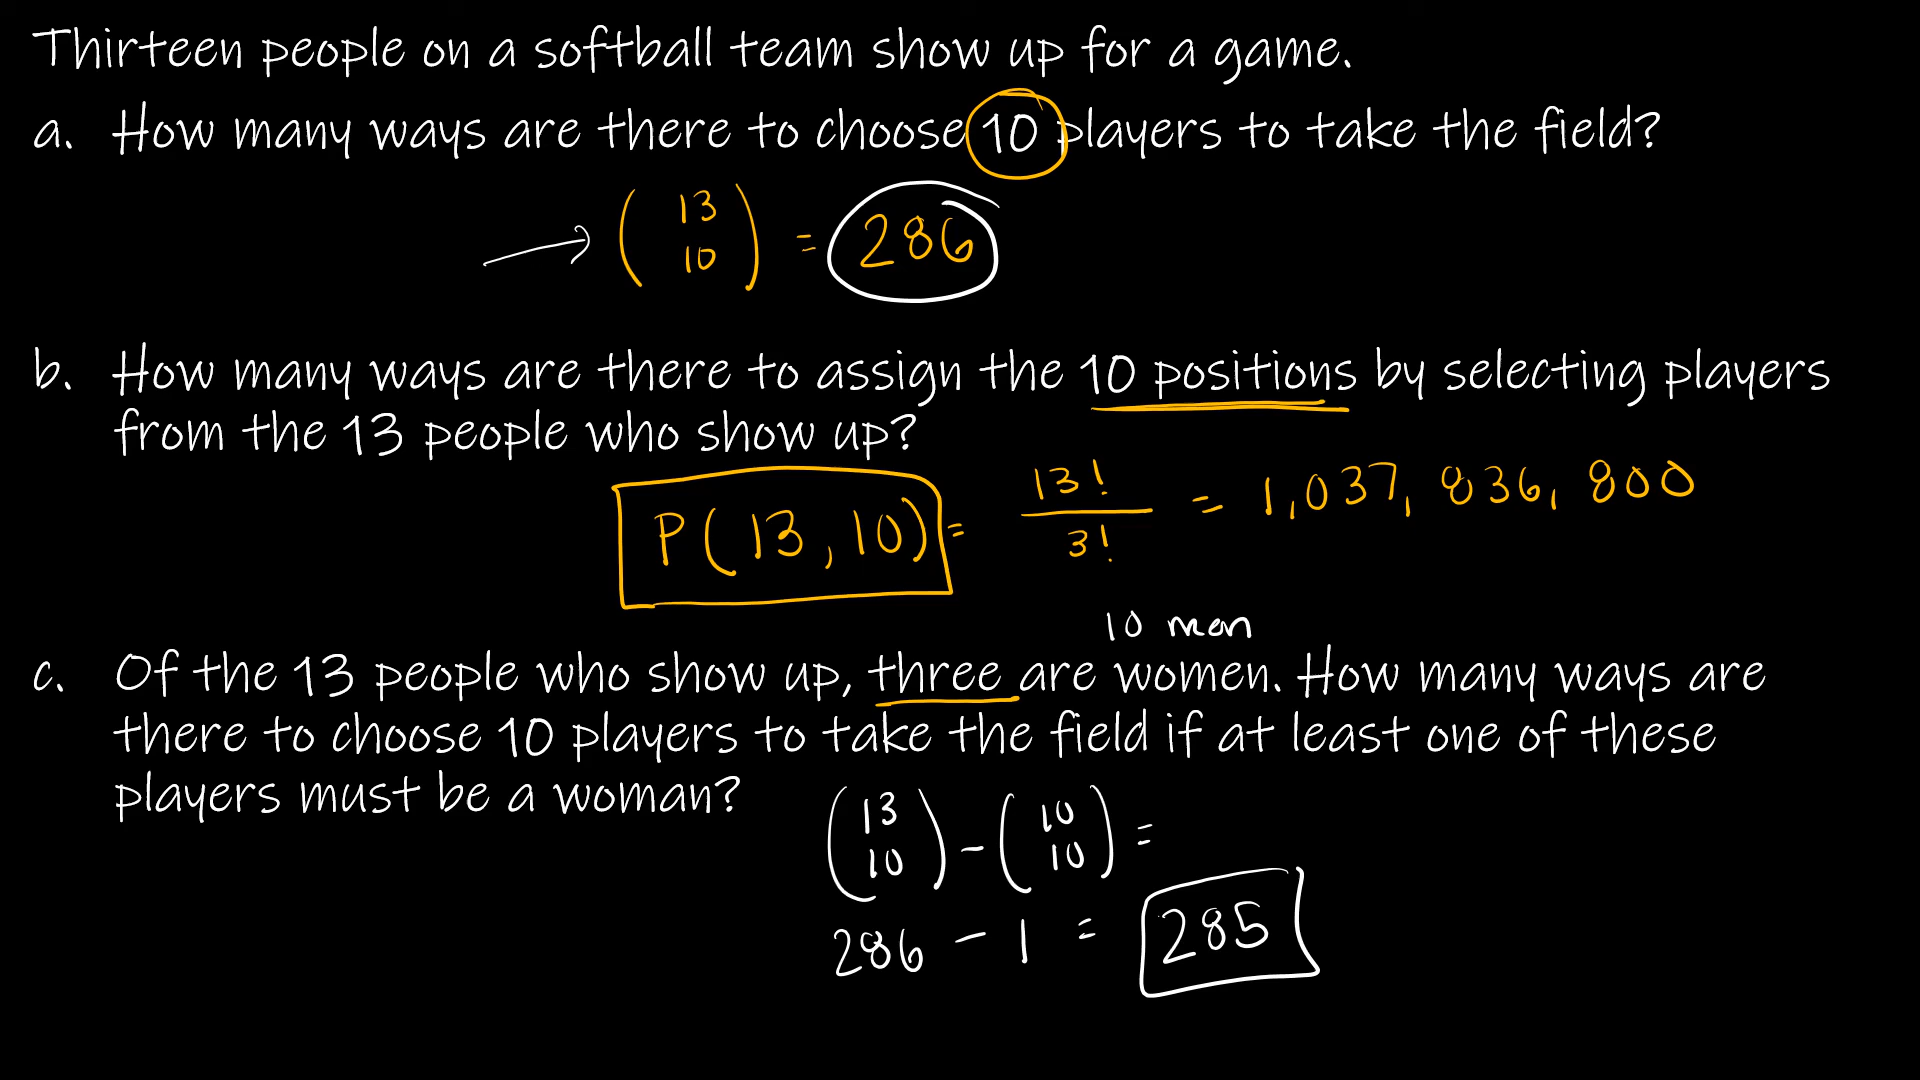 Thirteen people on a softball team show up for a game.
a. How many ways are there to choose 10 players to take the field?
(13 10) = 286
b. How many ways are there to assign the 10 positions by selecting players
from the 13 people who show up?
P(13, 10) = 13! / 3! = 1,037,836,800
10 men
c. Of the 13 people who show up, three are women. How many ways are
there to choose 10 players to take the field if at least one of these
players must be a woman?
(13 10) - (10 10) =
286 - 1 = 285